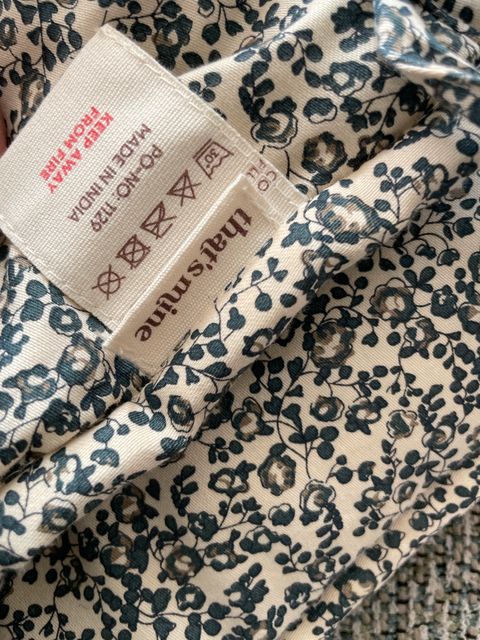 30°
PO-NO: 1129
MADE IN INDIA
KEEP AWAY
FROM FIRE
that's mine